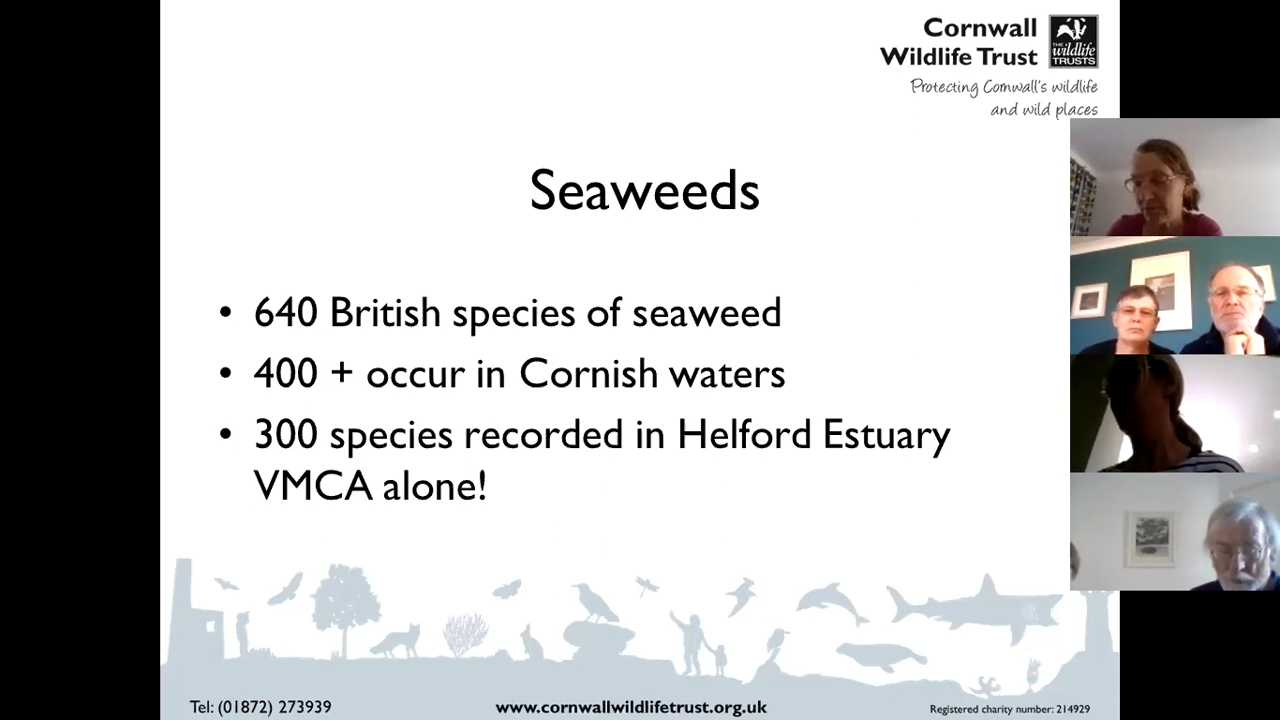 Cornwall
Wildlife Trust
THE
wildlife
TRUSTS
Protecting Cornwall's wildlife
and wild places
Seaweeds
• 640 British species of seaweed
• 400 + occur in Cornish waters
• 300 species recorded in Helford Estuary
VMCA alone!
Tel: (01872) 273939
www.cornwallwildlifetrust.org.uk
Registered charity number: 214929